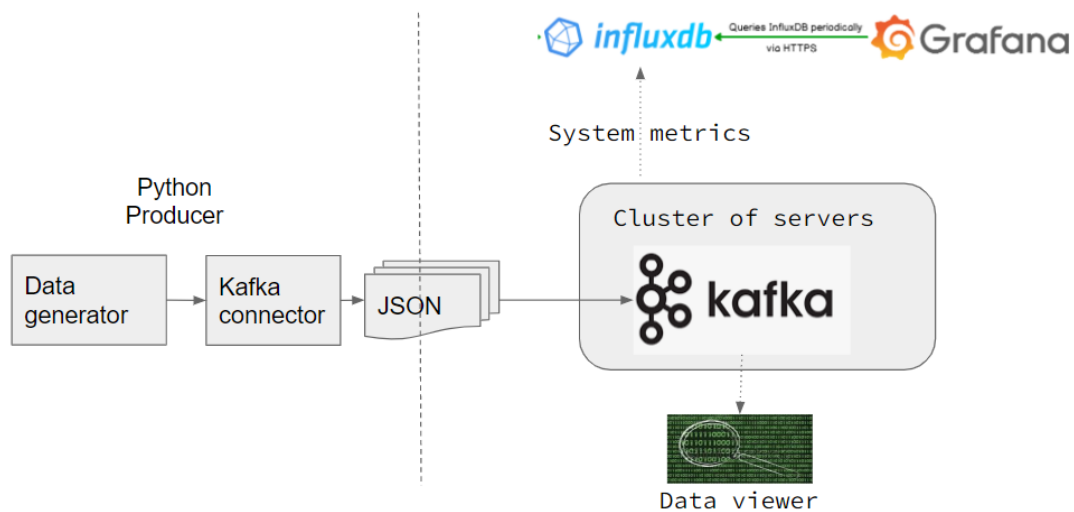 influxdb
Queries InfluxDB periodically
via HTTPS
Grafana
System metrics
Python
Producer
Cluster of servers
Data
generator
Kafka
connector
JSON
kafka
Data viewer